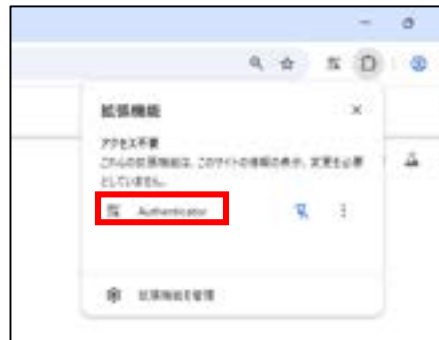 拡張機能
アクセス不要
これらの拡張機能は、このサイトの情報の表示、変更を必要
としていません。
Authenticator
拡張機能を管理